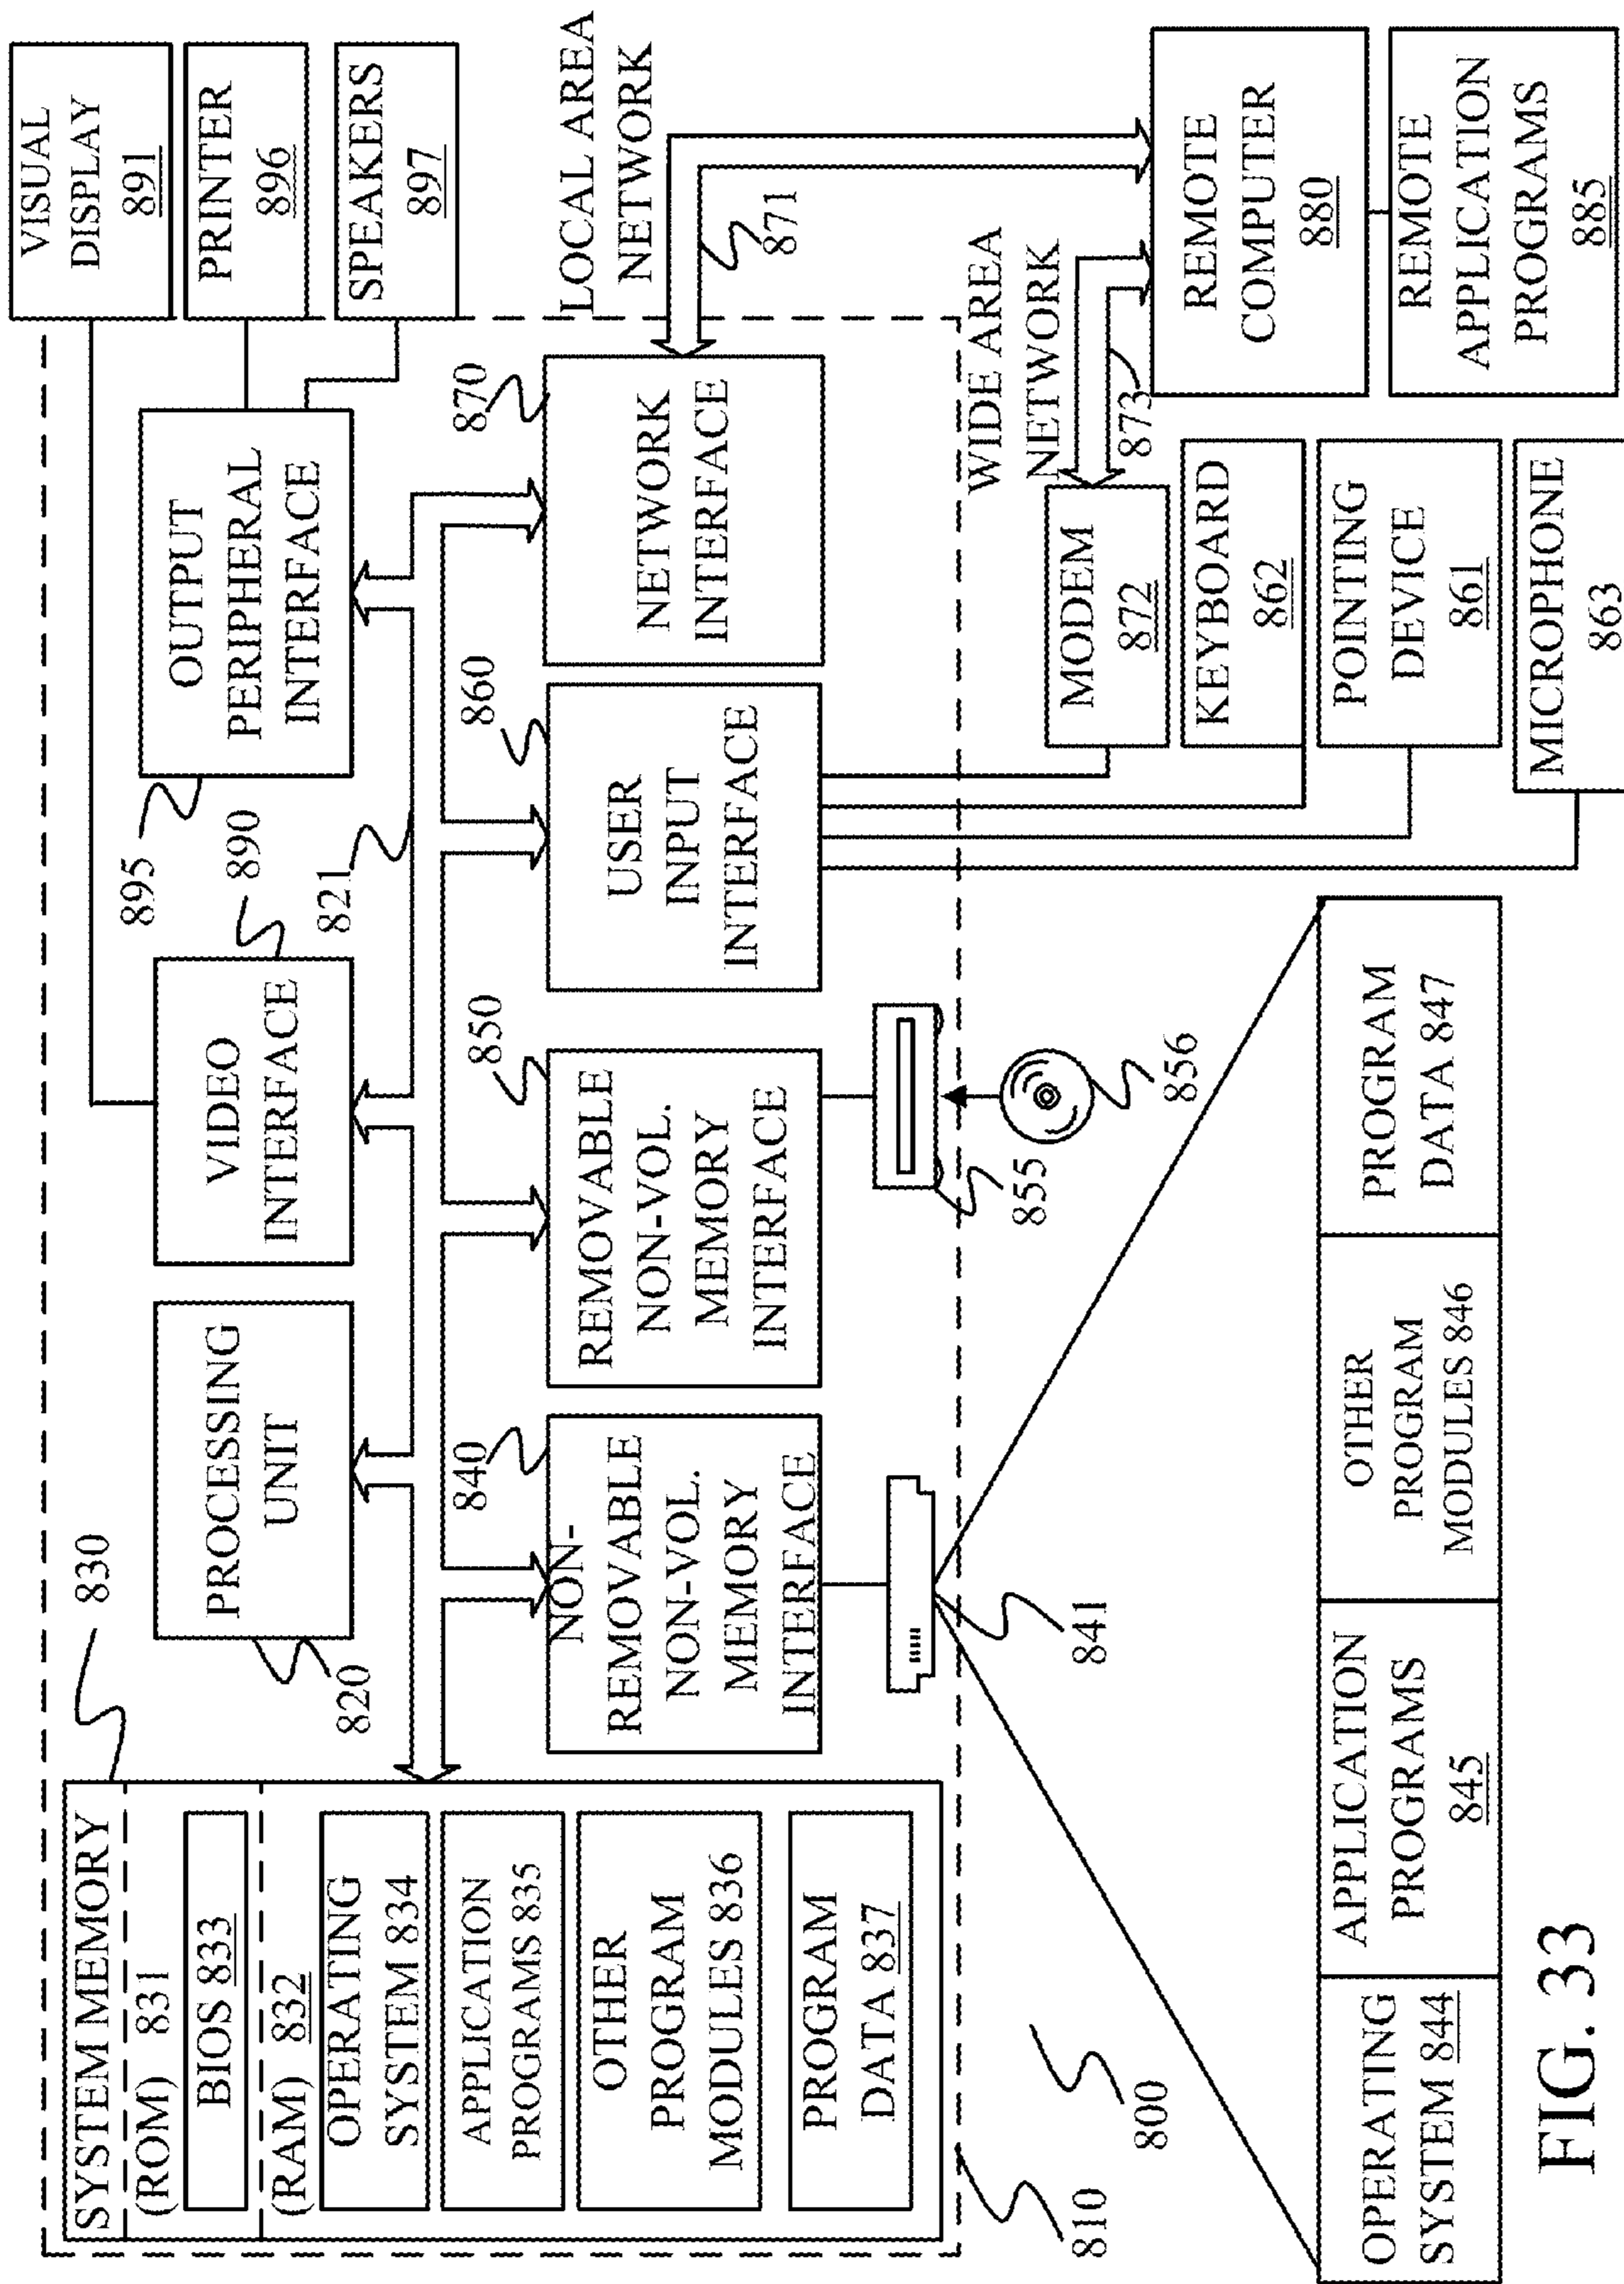 SYSTEM MEMORY
(ROM) 831
BIOS 833
(RAM) 832
OPERATING
SYSTEM 834
APPLICATION
PROGRAMS 835
OTHER
PROGRAM
MODULES 836
PROGRAM
DATA 837
830
820
PROCESSING
UNIT
VIDEO
INTERFACE
890
895
821
OUTPUT
PERIPHERAL
INTERFACE
VISUAL
DISPLAY
891
PRINTER
896
SPEAKERS
897
840
NON-
REMOVABLE
NON-VOL.
MEMORY
INTERFACE
850
REMOVABLE
NON-VOL.
MEMORY
INTERFACE
860
USER
INPUT
INTERFACE
870
NETWORK
INTERFACE
LOCAL AREA
NETWORK
871
841
855
856
WIDE AREA
NETWORK
873
MODEM
872
KEYBOARD
862
POINTING
DEVICE
861
MICROPHONE
863
REMOTE
COMPUTER
880
REMOTE
APPLICATION
PROGRAMS
885
810
800
OPERATING
SYSTEM 844
APPLICATION
PROGRAMS
845
OTHER
PROGRAM
MODULES 846
PROGRAM
DATA 847
FIG. 33